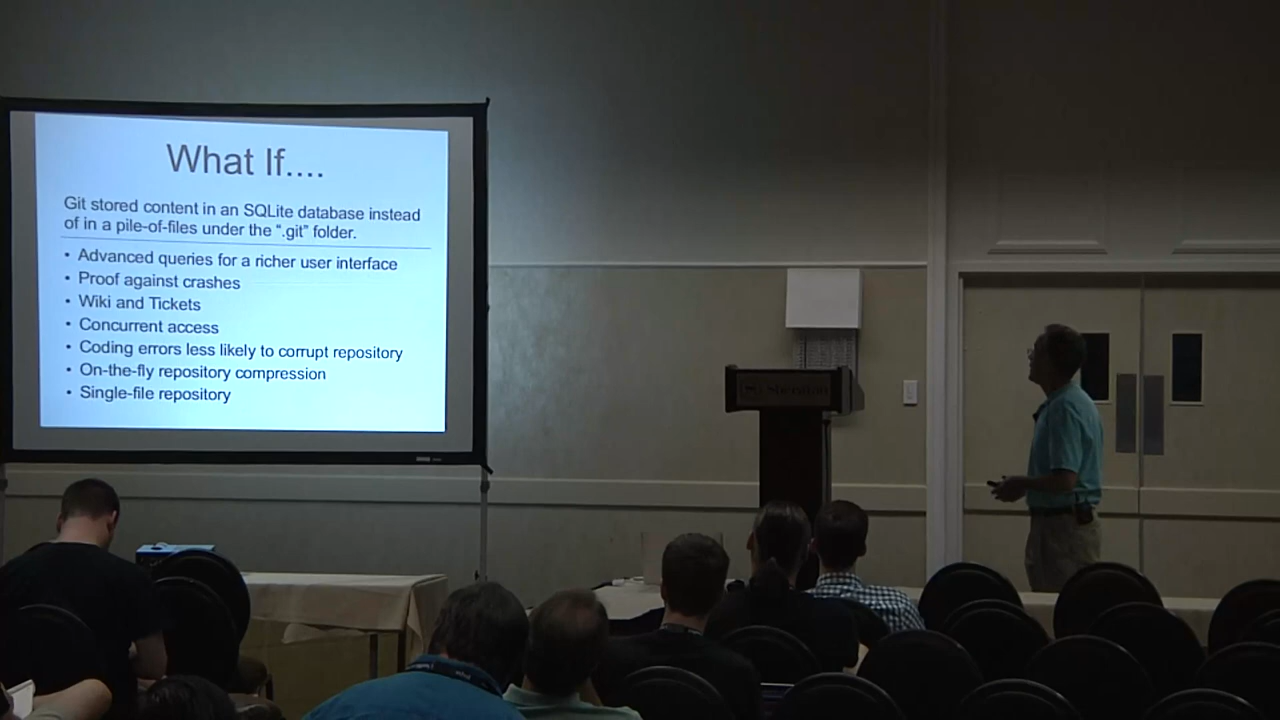 What If....
Git stored content in an SQLite database instead
of in a pile-of-files under the “.git” folder.
• Advanced queries for a richer user interface
• Proof against crashes
• Wiki and Tickets
• Concurrent access
• Coding errors less likely to corrupt repository
• On-the-fly repository compression
• Single-file repository
Sheraton